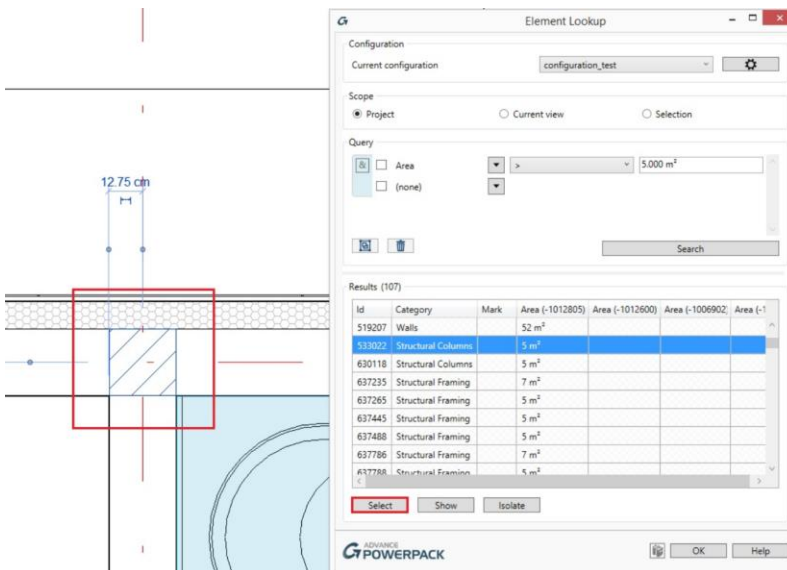 Element Lookup
Configuration
Current configuration configuration_test
Scope
Project Current view Selection
Query
& Area > 5.000 m²
(none)
Search
12.75 cm
Results (107)
Id Category Mark Area (-1012805) Area (-1012600) Area (-1006902) Area (-1
519207 Walls 52 m²
533022 Structural Columns 5 m²
630118 Structural Columns 5 m²
637235 Structural Framing 7 m²
637265 Structural Framing 5 m²
637445 Structural Framing 5 m²
637488 Structural Framing 5 m²
637786 Structural Framing 7 m²
637788 Structural Framing 5 m²
Select Show Isolate
ADVANCE
POWERPACK
OK Help